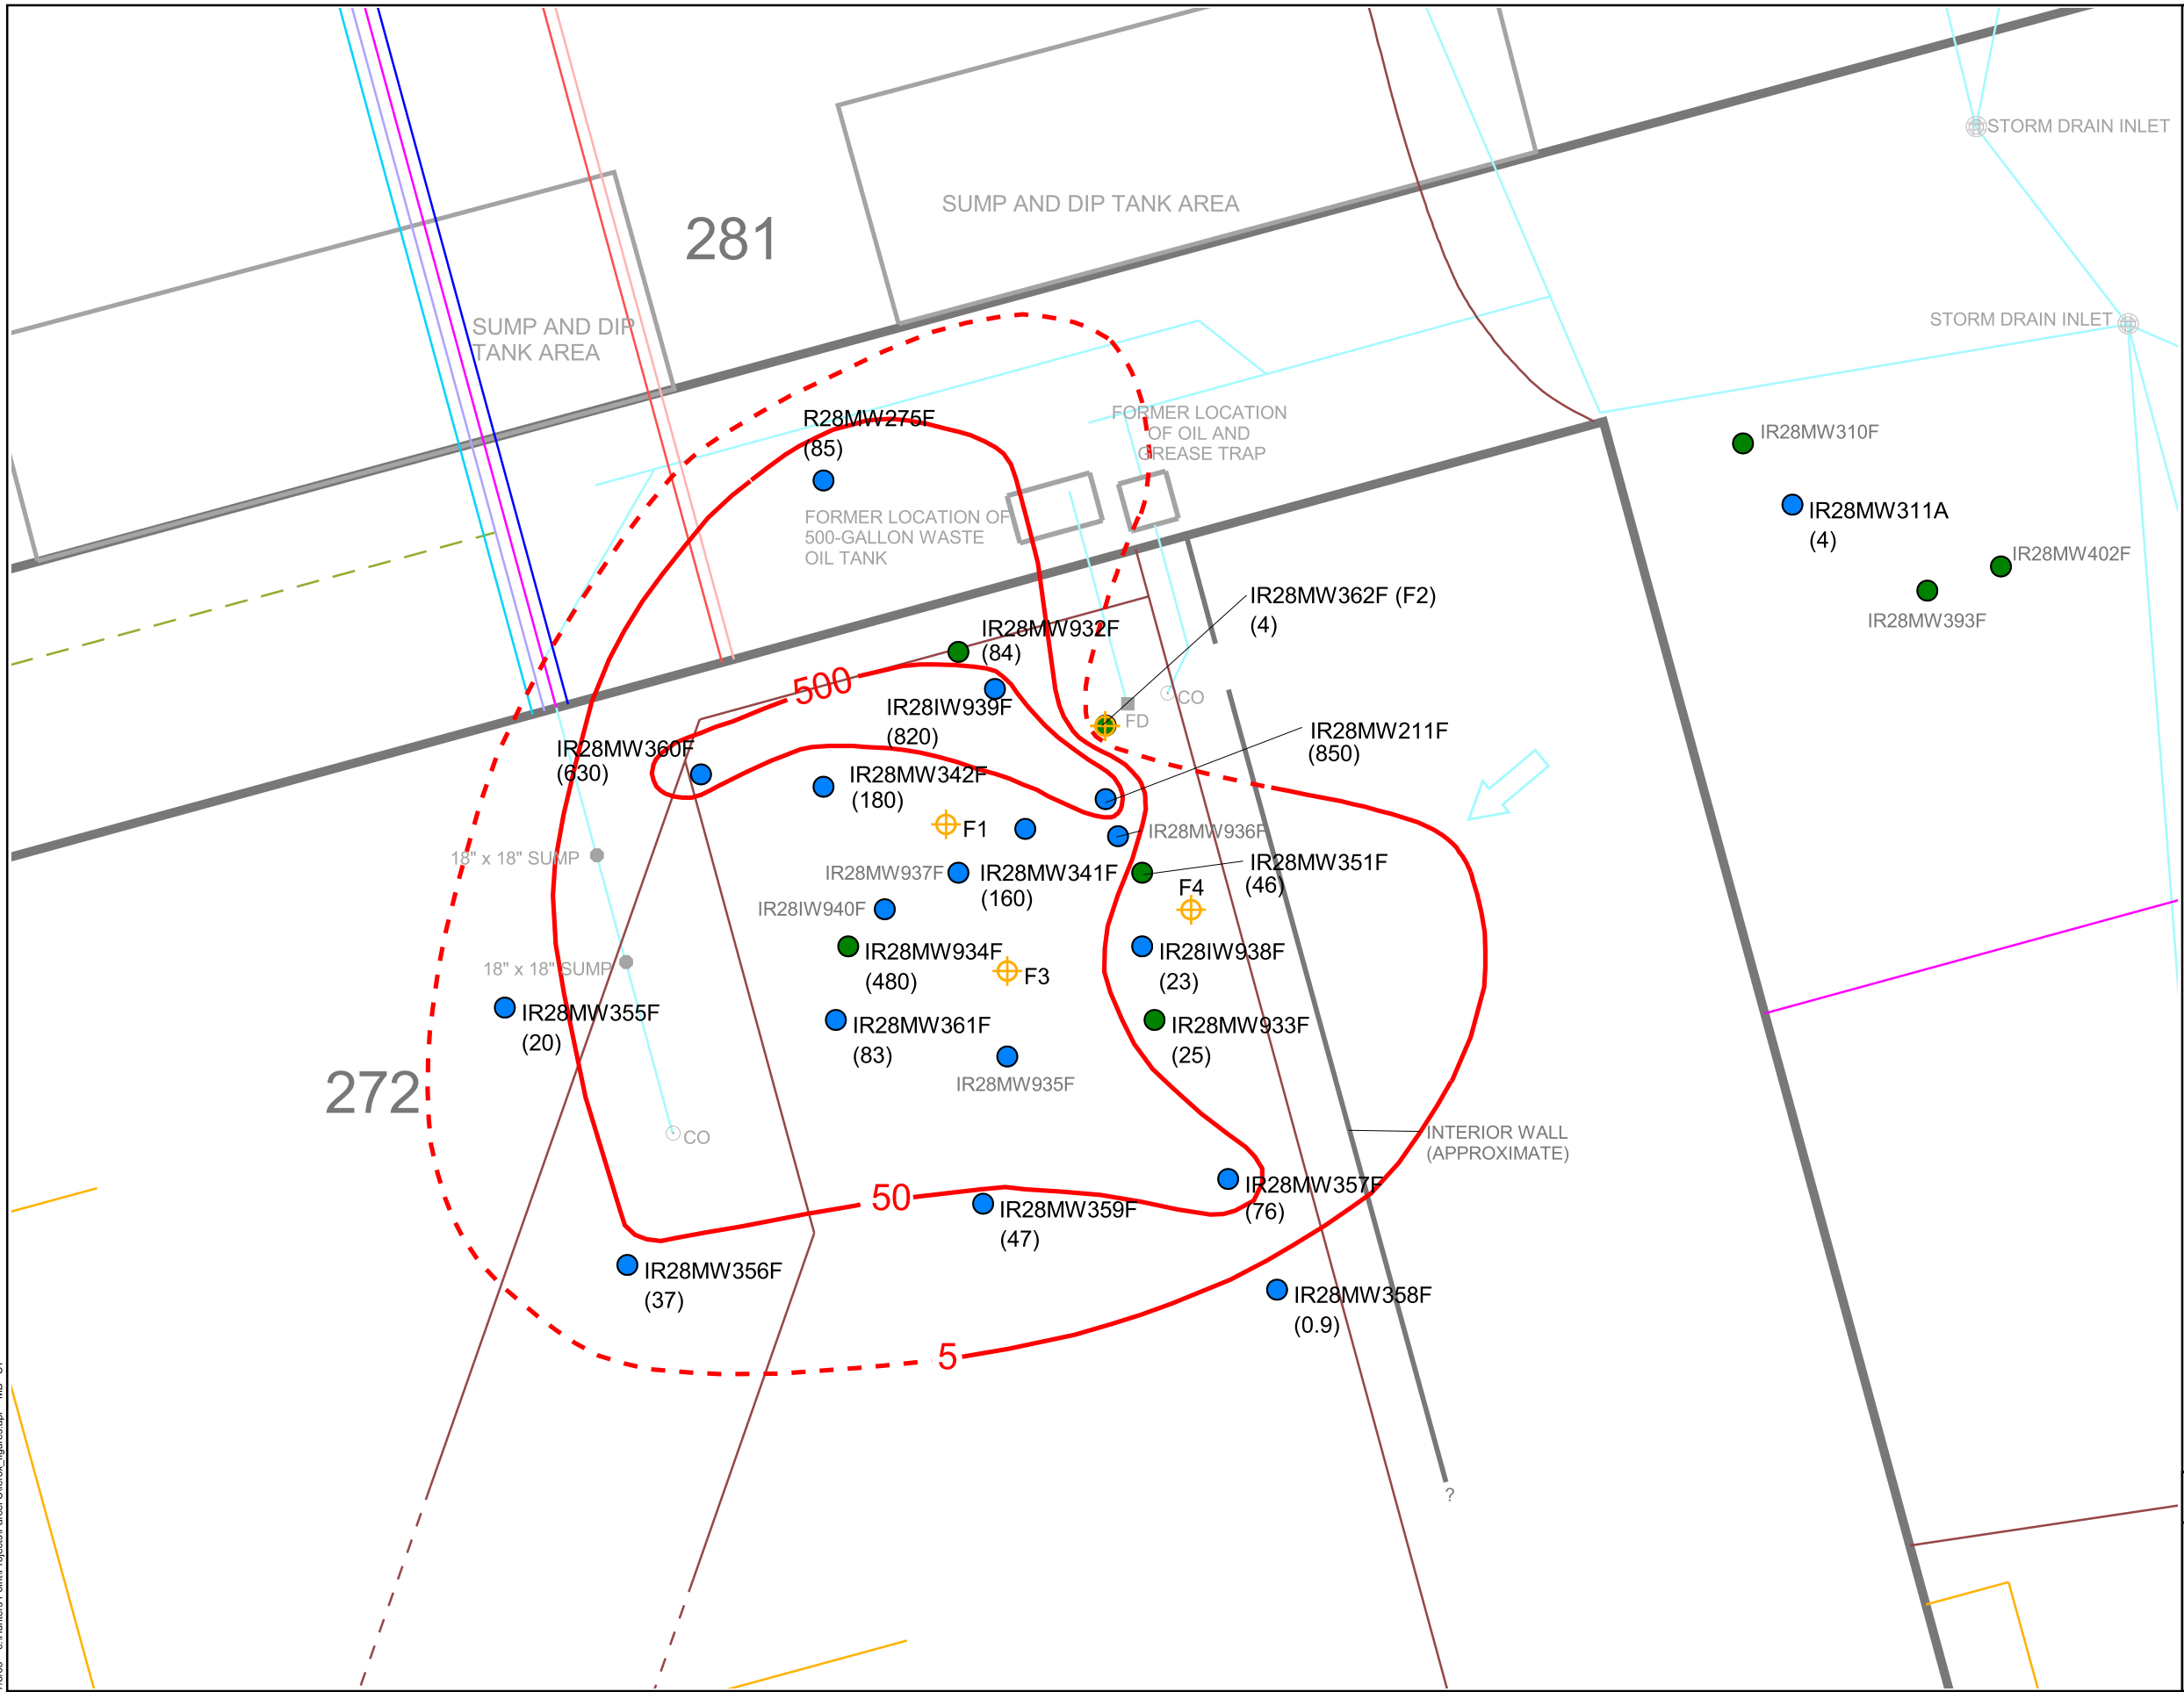 STORM DRAIN INLET
SUMP AND DIP TANK AREA
281
STORM DRAIN INLET
SUMP AND DIP
TANK AREA
R28MW275F
(85)
FORMER LOCATION
OF OIL AND
GREASE TRAP
IR28MW310F
IR28MW311A
(4)
FORMER LOCATION OF
500-GALLON WASTE
OIL TANK
IR28MW402F
IR28MW393F
IR28MW362F (F2)
(4)
IR28MW932F
(84)
500
IR28IW939F
(820)
CO
FD
IR28MW211F
(850)
IR28MW360F
(630)
IR28MW342F
(180)
F1
IR28MW936F
18" x 18" SUMP
IR28MW937F
IR28MW341F
(160)
IR28MW351F
(46)
F4
IR28IW940F
IR28MW934F
(480)
IR28IW938F
(23)
18" x 18" SUMP
F3
IR28MW355F
(20)
IR28MW361F
(83)
IR28MW933F
(25)
272
IR28MW935F
CO
INTERIOR WALL
(APPROXIMATE)
50
IR28MW357F
(76)
IR28MW359F
(47)
IR28MW356F
(37)
IR28MW358F
(0.9)
5
?